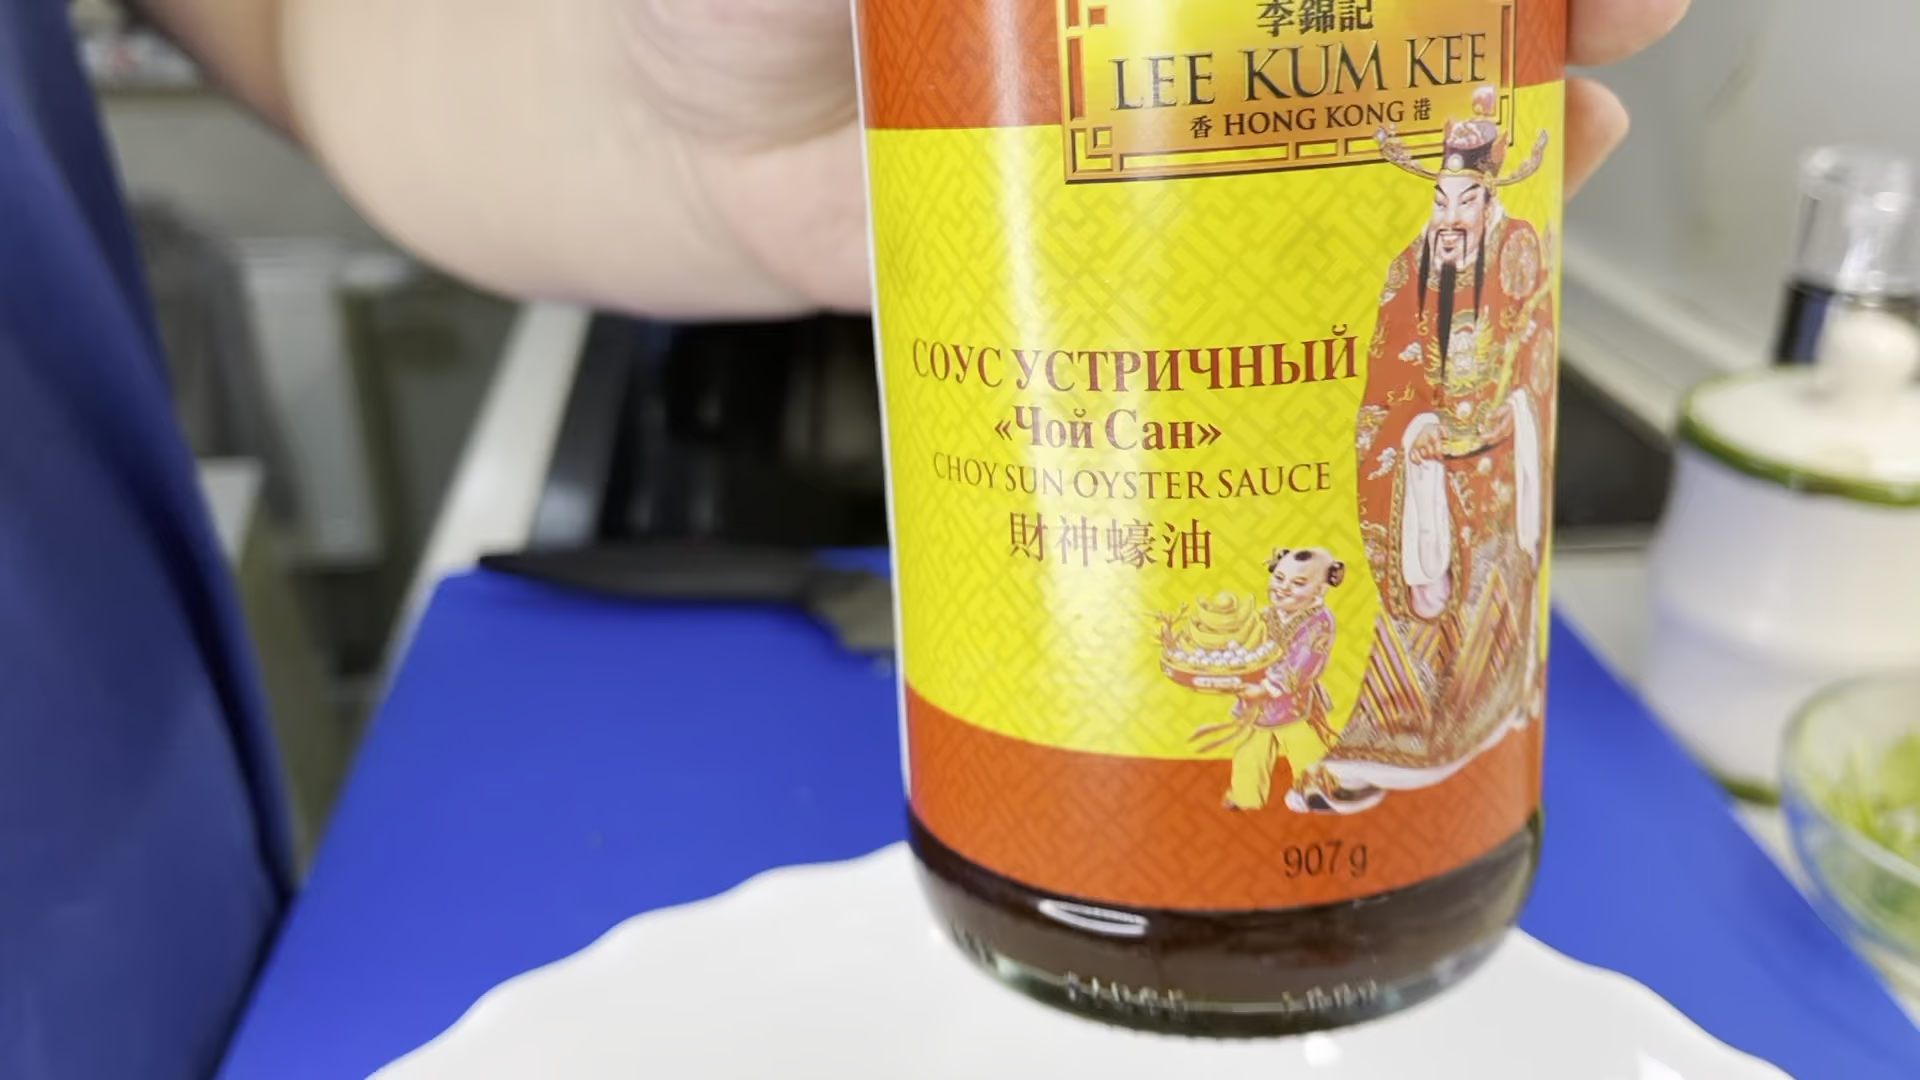 李錦記
LEE KUM KEE
香 HONG KONG 港
СОУС УСТРИЧНЫЙ
«Чой Сан»
CHOY SUN OYSTER SAUCE
財神蠔油
907 g